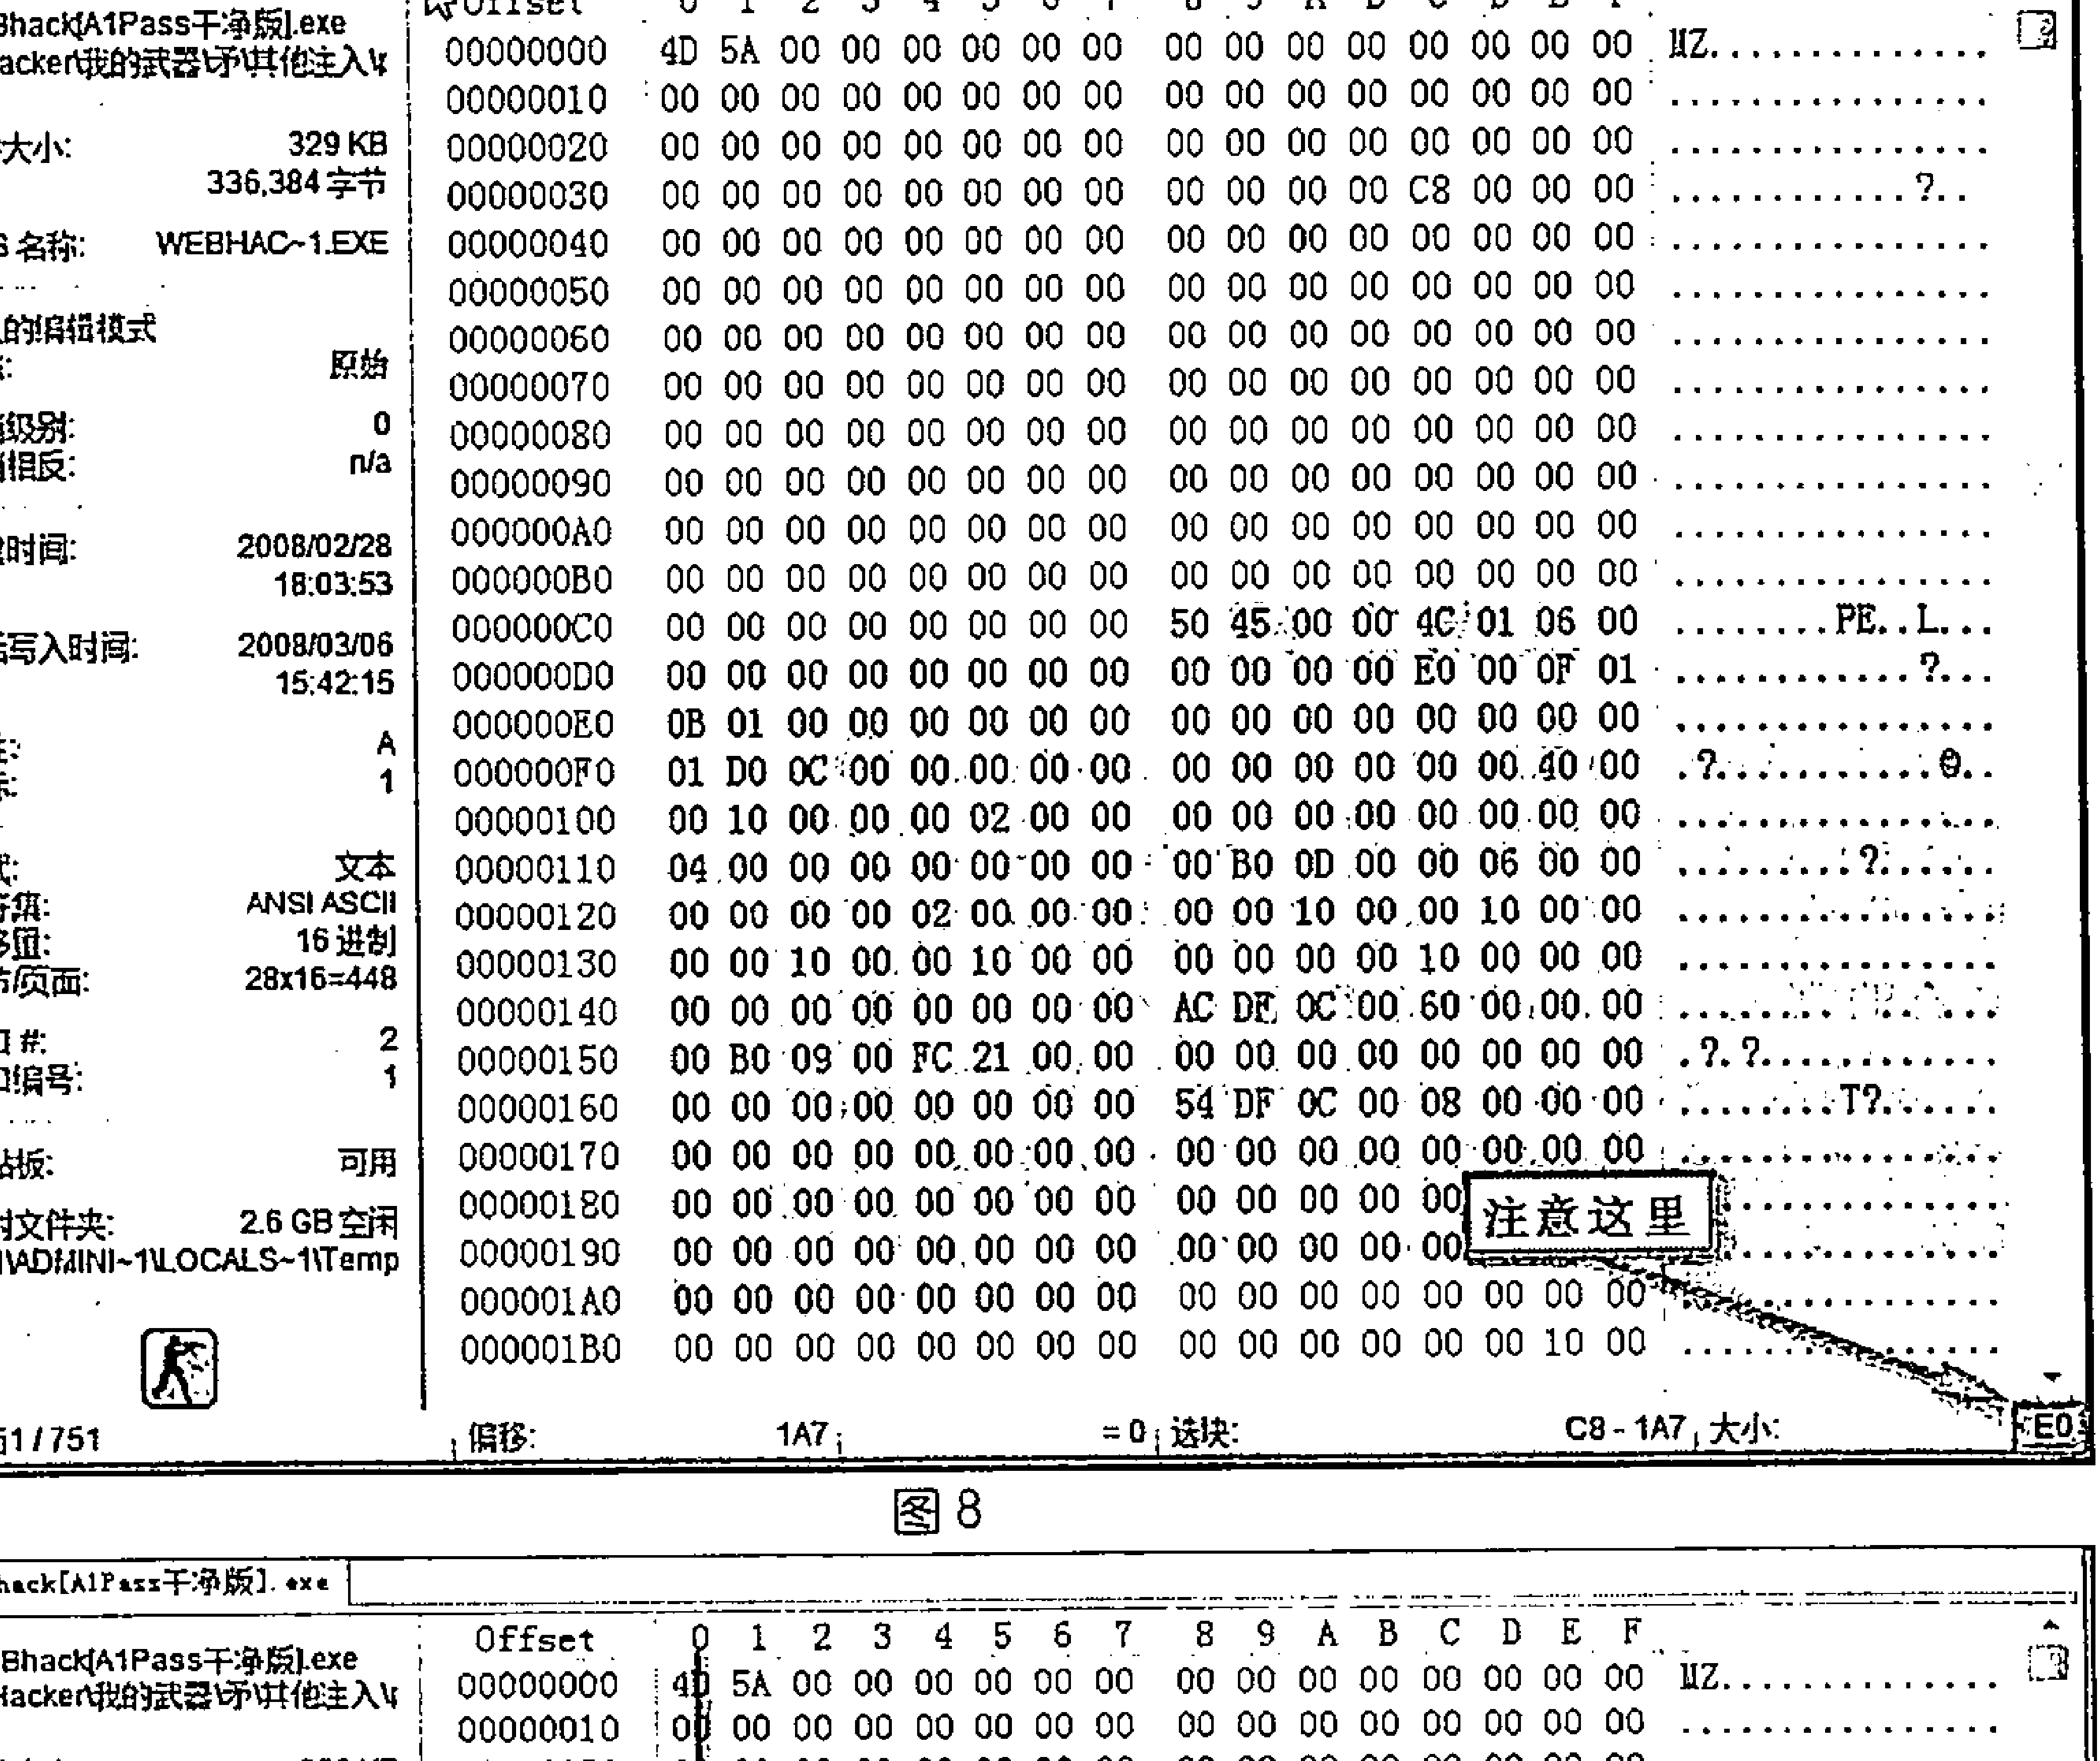 Bhack[A1Pass干净版].exe
acker\我的武器\矛\其他注入\
大小: 329 KB
336,384 字节
名称: WEBHAC~1.EXE
的编辑模式
原始
级别: 0
相反: n/a
时间: 2008/02/28
18:03:53
写入时间: 2008/03/06
15:42:15
A
1
文本
ANSI ASCII
16 进制
/页面: 28x16=448
#: 2
编号: 1
贴板: 可用
文件夹: 2.6 GB 空闲
\ADMINI~1\LOCALS~1\Temp
1 / 751
Offset 0 1 2 3 4 5 6 7 8 9 A B C D E F
00000000 4D 5A 00 00 00 00 00 00 00 00 00 00 00 00 00 00 MZ..............
00000010 00 00 00 00 00 00 00 00 00 00 00 00 00 00 00 00 ................
00000020 00 00 00 00 00 00 00 00 00 00 00 00 00 00 00 00 ................
00000030 00 00 00 00 00 00 00 00 00 00 00 00 C8 00 00 00 ............?..
00000040 00 00 00 00 00 00 00 00 00 00 00 00 00 00 00 00 ................
00000050 00 00 00 00 00 00 00 00 00 00 00 00 00 00 00 00 ................
00000060 00 00 00 00 00 00 00 00 00 00 00 00 00 00 00 00 ................
00000070 00 00 00 00 00 00 00 00 00 00 00 00 00 00 00 00 ................
00000080 00 00 00 00 00 00 00 00 00 00 00 00 00 00 00 00 ................
00000090 00 00 00 00 00 00 00 00 00 00 00 00 00 00 00 00 ................
000000A0 00 00 00 00 00 00 00 00 00 00 00 00 00 00 00 00 ................
000000B0 00 00 00 00 00 00 00 00 00 00 00 00 00 00 00 00 ................
000000C0 00 00 00 00 00 00 00 00 50 45 00 00 4C 01 06 00 ........PE..L...
000000D0 00 00 00 00 00 00 00 00 00 00 00 00 E0 00 0F 01 ............?...
000000E0 0B 01 00 00 00 00 00 00 00 00 00 00 00 00 00 00 ................
000000F0 01 D0 0C 00 00 00 00 00 00 00 00 00 00 00 40 00 .?...........@..
00000100 00 10 00 00 00 02 00 00 00 00 00 00 00 00 00 00 ................
00000110 04 00 00 00 00 00 00 00 00 B0 0D 00 00 06 00 00 .........?.....
00000120 00 00 00 00 02 00 00 00 00 00 10 00 00 10 00 00 ................
00000130 00 00 10 00 00 10 00 00 00 00 00 00 10 00 00 00 ................
00000140 00 00 00 00 00 00 00 00 AC DF 0C 00 60 00 00 00
00000150 00 B0 09 00 FC 21 00 00 00 00 00 00 00 00 00 00 .?.?............
00000160 00 00 00 00 00 00 00 00 54 DF 0C 00 08 00 00 00 ........T?......
00000170 00 00 00 00 00 00 00 00 00 00 00 00 00 00 00 00 ................
00000180 00 00 00 00 00 00 00 00 00 00 00 00 00
注意这里
00000190 00 00 00 00 00 00 00 00 00 00 00 00 00
000001A0 00 00 00 00 00 00 00 00 00 00 00 00 00 00 00 00
000001B0 00 00 00 00 00 00 00 00 00 00 00 00 00 00 10 00 ................
偏移: 1A7 = 0 选块: C8 - 1A7 大小: E0
图 8
hack[A1Pass干净版].exe
Bhack[A1Pass干净版].exe
Hacker\我的武器\矛\其他注入\
Offset 0 1 2 3 4 5 6 7 8 9 A B C D E F
00000000 4D 5A 00 00 00 00 00 00 00 00 00 00 00 00 00 00 MZ..............
00000010 00 00 00 00 00 00 00 00 00 00 00 00 00 00 00 00 ................